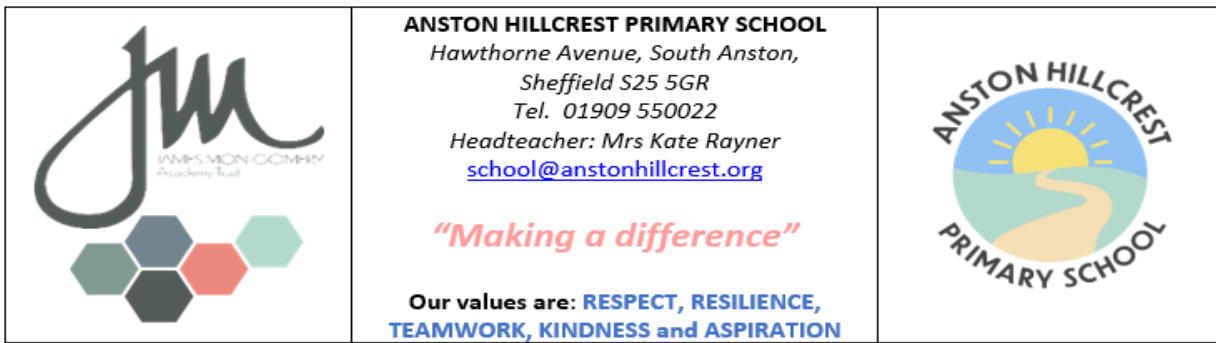 JAMES MONTGOMERY
Academy Trust
ANSTON HILLCREST PRIMARY SCHOOL
Hawthorne Avenue, South Anston,
Sheffield S25 5GR
Tel. 01909 550022
Headteacher: Mrs Kate Rayner
school@anstonhillcrest.org
“Making a difference”
Our values are: RESPECT, RESILIENCE,
TEAMWORK, KINDNESS and ASPIRATION
ANSTON HILLCREST
PRIMARY SCHOOL